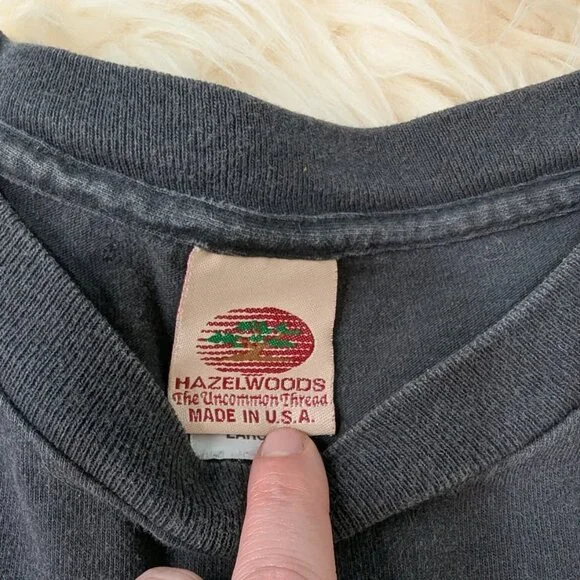 HAZELWOODS
The Uncommon Thread
MADE IN U.S.A.